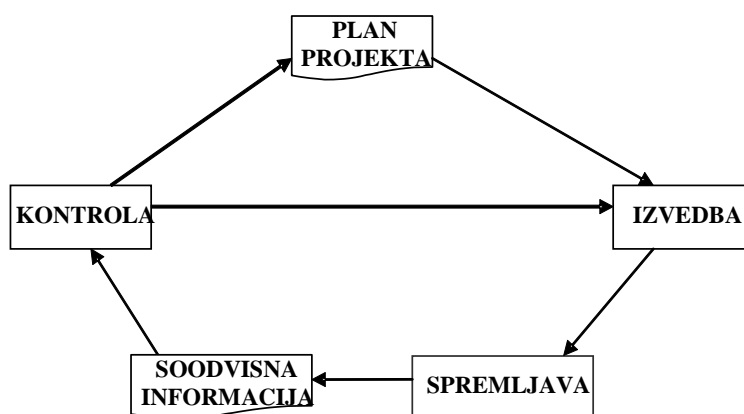 PLAN
PROJEKTA
KONTROLA
IZVEDBA
SOODVISNA
INFORMACIJA
SPREMLJAVA